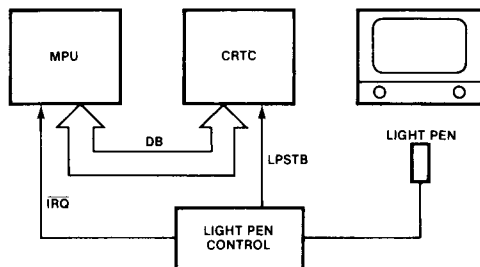 MPU
CRTC
DB
LPSTB
LIGHT PEN
IRQ
LIGHT PEN
CONTROL